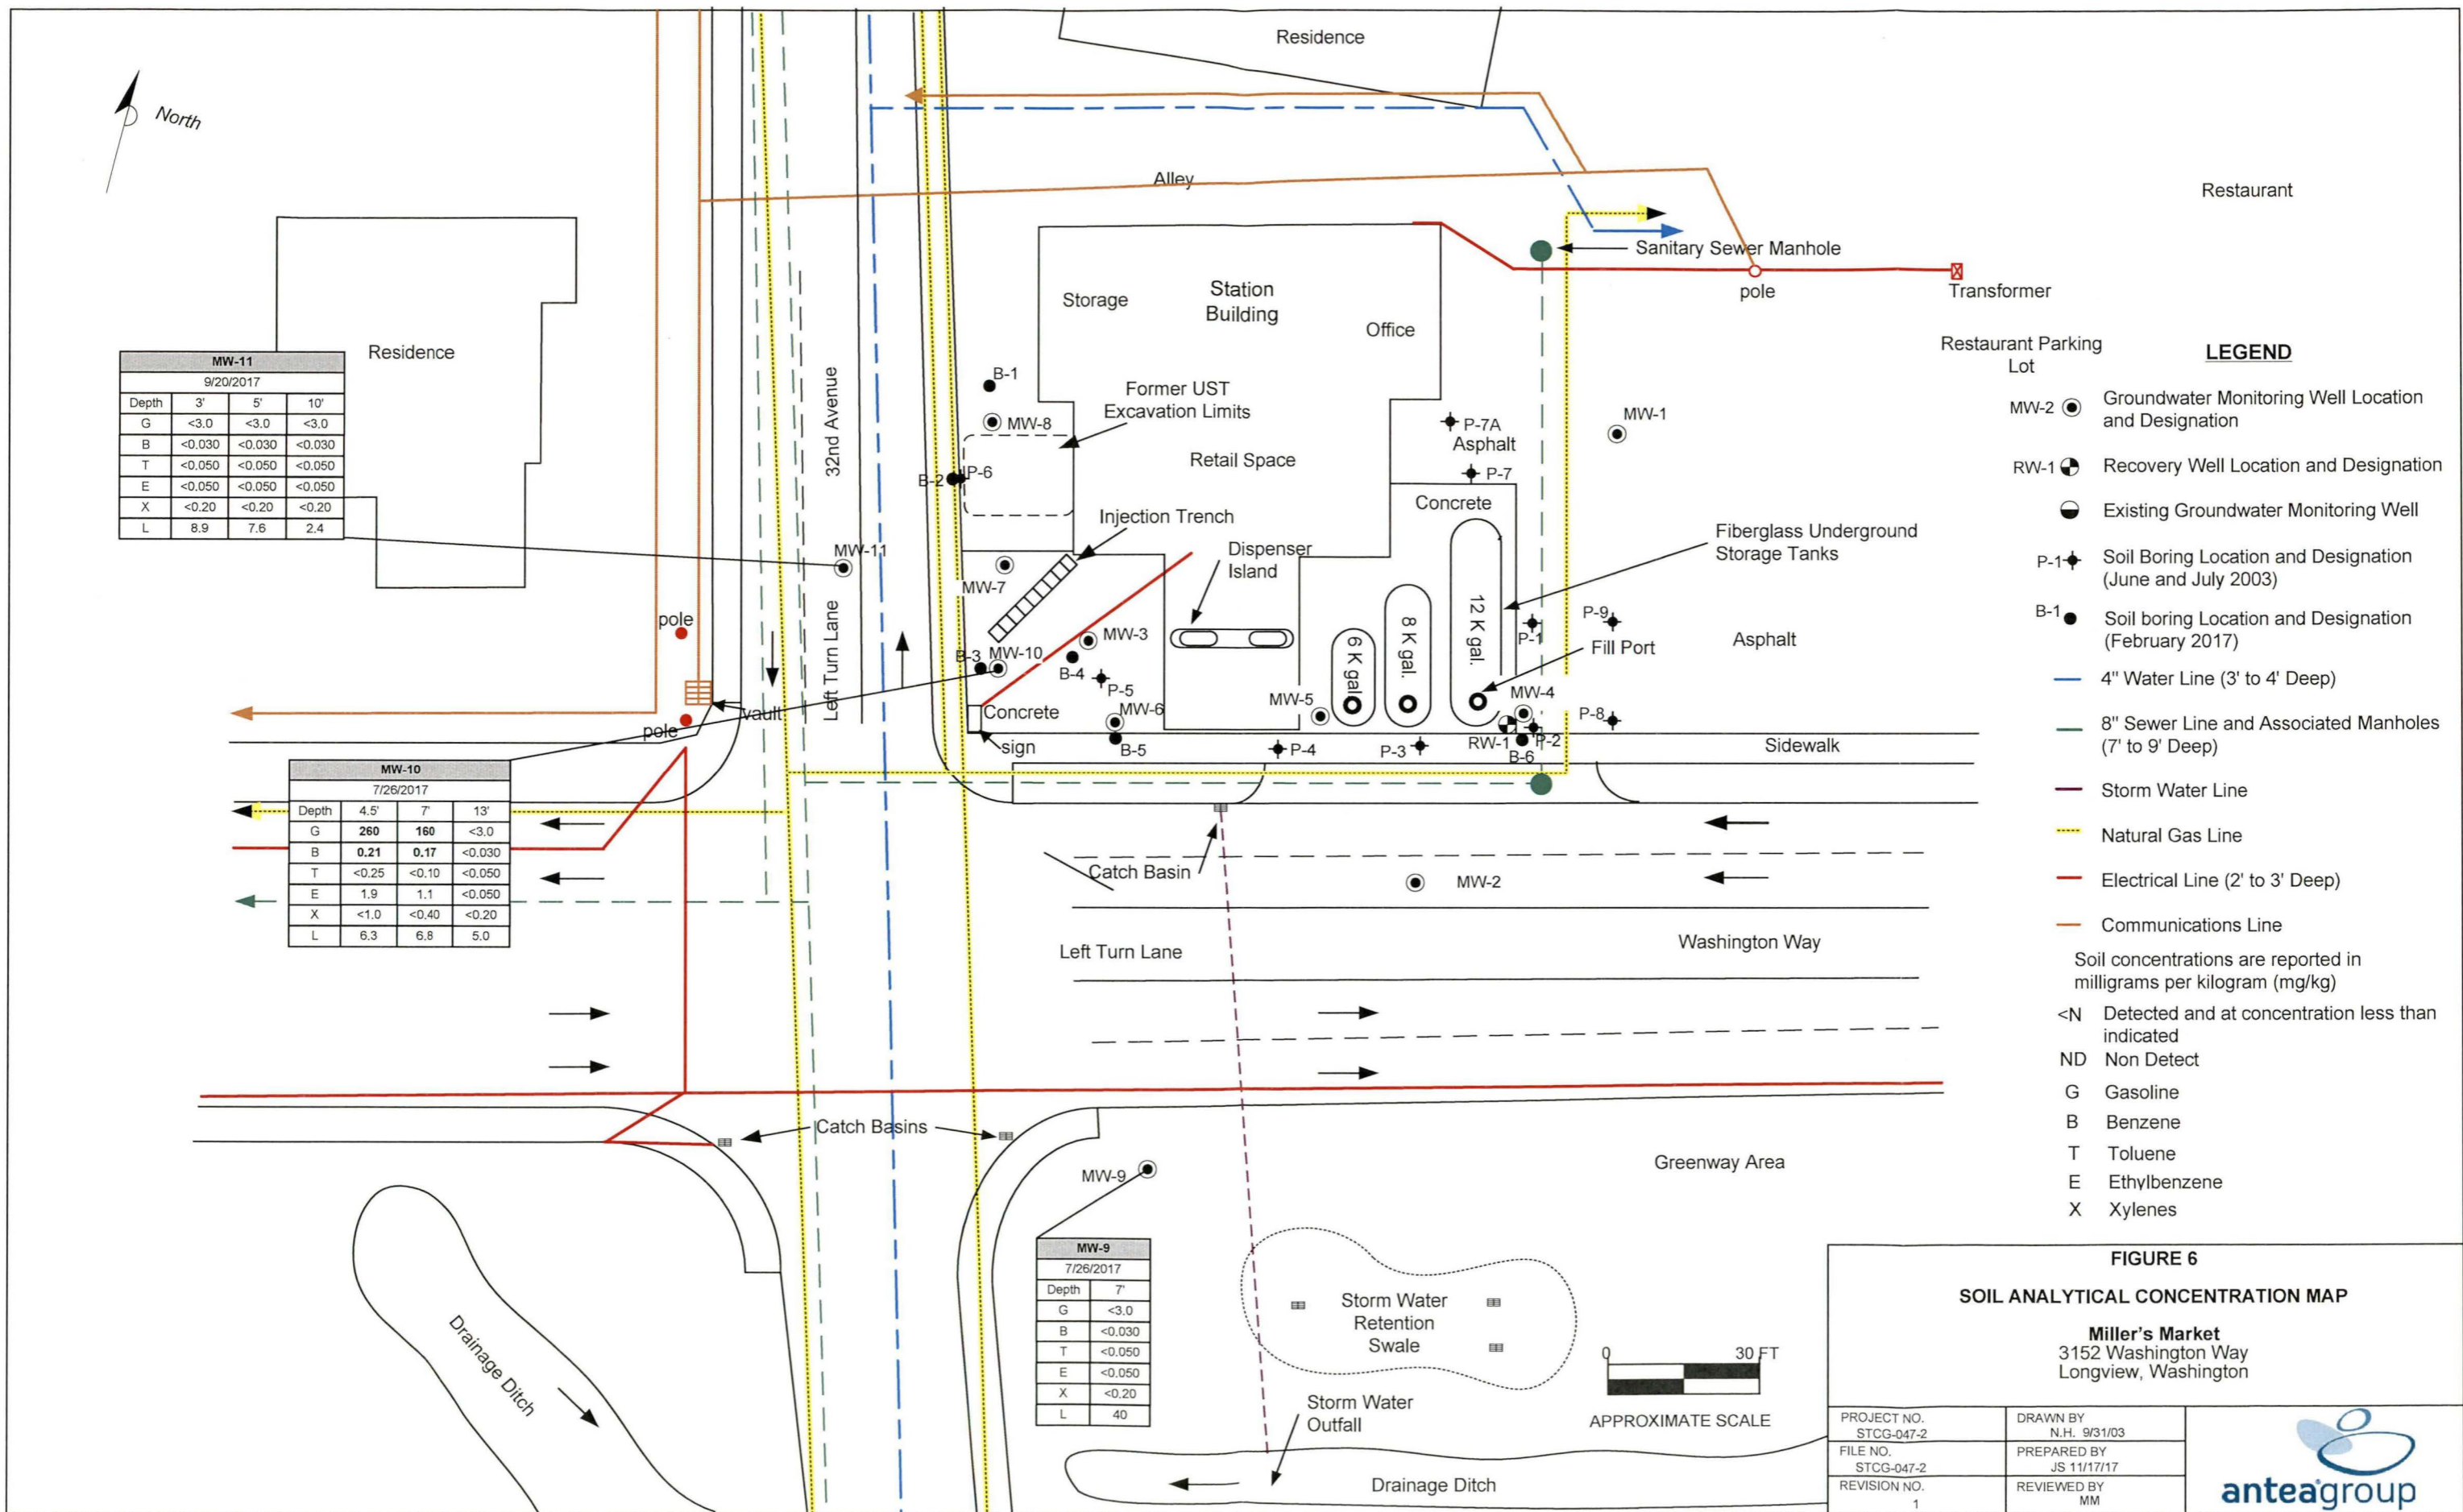 Residence
North
Alley
Restaurant
Sanitary Sewer Manhole
pole
Transformer
Storage
Station
Building
Office
Residence
32nd Avenue
Left Turn Lane
B-1
MW-8
Former UST
Excavation Limits
Retail Space
P-7A
Asphalt
P-7
Concrete
MW-1
Restaurant Parking
Lot
B-2
P-6
Injection Trench
Dispenser
Island
Fiberglass Underground
Storage Tanks
MW-11
MW-7
MW-3
B-3
MW-10
B-4
P-5
MW-6
B-5
Concrete
sign
6 K gal.
8 K gal.
12 K gal.
P-1
P-9
Fill Port
Asphalt
MW-5
MW-4
P-8
P-4
P-3
RW-1
P-2
B-6
Sidewalk
pole
vault
pole
Catch Basin
MW-2
Left Turn Lane
Washington Way
Catch Basins
MW-9
Greenway Area
Drainage Ditch
Storm Water
Retention
Swale
Storm Water
Outfall
Drainage Ditch
0 30 FT
APPROXIMATE SCALE
MW-11
9/20/2017
Depth 3' 5' 10'
G <3.0 <3.0 <3.0
B <0.030 <0.030 <0.030
T <0.050 <0.050 <0.050
E <0.050 <0.050 <0.050
X <0.20 <0.20 <0.20
L 8.9 7.6 2.4
MW-10
7/26/2017
Depth 4.5' 7' 13'
G 260 160 <3.0
B 0.21 0.17 <0.030
T <0.25 <0.10 <0.050
E 1.9 1.1 <0.050
X <1.0 <0.40 <0.20
L 6.3 6.8 5.0
MW-9
7/26/2017
Depth 7'
G <3.0
B <0.030
T <0.050
E <0.050
X <0.20
L 40
LEGEND
MW-2 Groundwater Monitoring Well Location
and Designation
RW-1 Recovery Well Location and Designation
Existing Groundwater Monitoring Well
P-1 Soil Boring Location and Designation
(June and July 2003)
B-1 Soil boring Location and Designation
(February 2017)
4" Water Line (3' to 4' Deep)
8" Sewer Line and Associated Manholes
(7' to 9' Deep)
Storm Water Line
Natural Gas Line
Electrical Line (2' to 3' Deep)
Communications Line
Soil concentrations are reported in
milligrams per kilogram (mg/kg)
<N Detected and at concentration less than
indicated
ND Non Detect
G Gasoline
B Benzene
T Toluene
E Ethylbenzene
X Xylenes
FIGURE 6
SOIL ANALYTICAL CONCENTRATION MAP
Miller's Market
3152 Washington Way
Longview, Washington
PROJECT NO.
STCG-047-2
DRAWN BY
N.H. 9/31/03
FILE NO.
STCG-047-2
PREPARED BY
JS 11/17/17
REVISION NO.
1
REVIEWED BY
MM
anteagroup